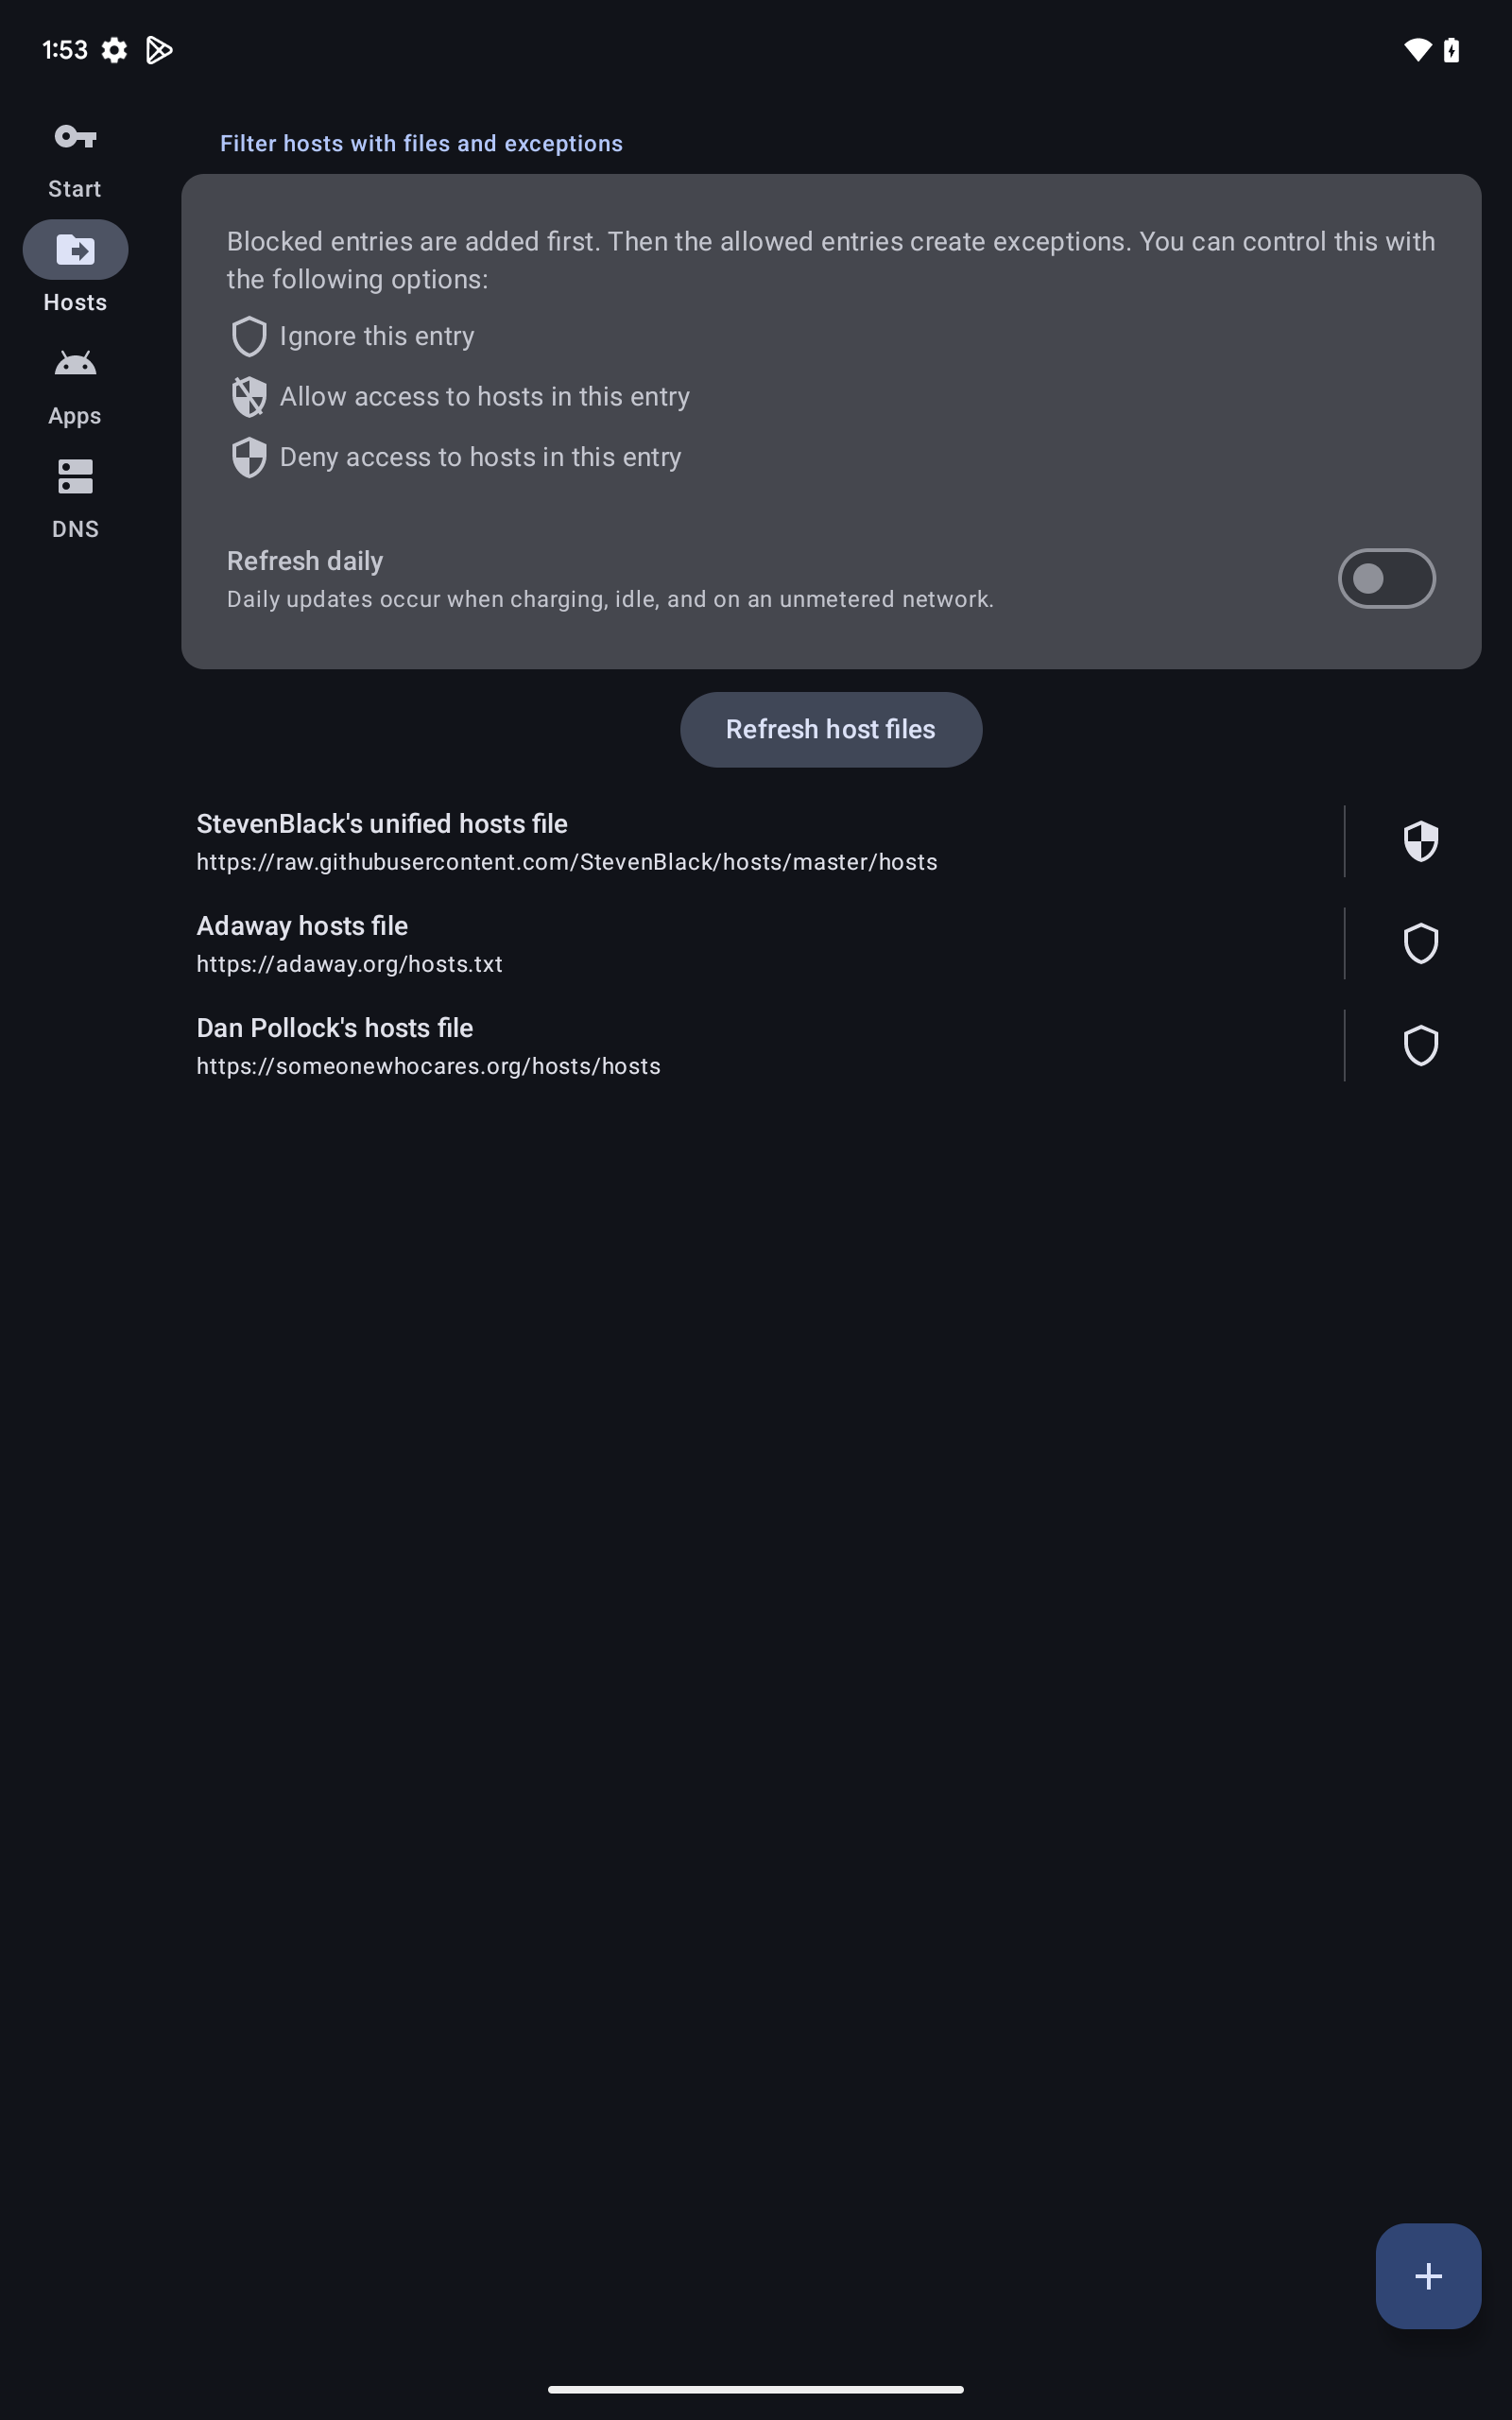 1:53
Start
Hosts
Apps
DNS
Filter hosts with files and exceptions
Blocked entries are added first. Then the allowed entries create exceptions. You can control this with
the following options:
Ignore this entry
Allow access to hosts in this entry
Deny access to hosts in this entry
Refresh daily
Daily updates occur when charging, idle, and on an unmetered network.
Refresh host files
StevenBlack's unified hosts file
https://raw.githubusercontent.com/StevenBlack/hosts/master/hosts
Adaway hosts file
https://adaway.org/hosts.txt
Dan Pollock's hosts file
https://someonewhocares.org/hosts/hosts